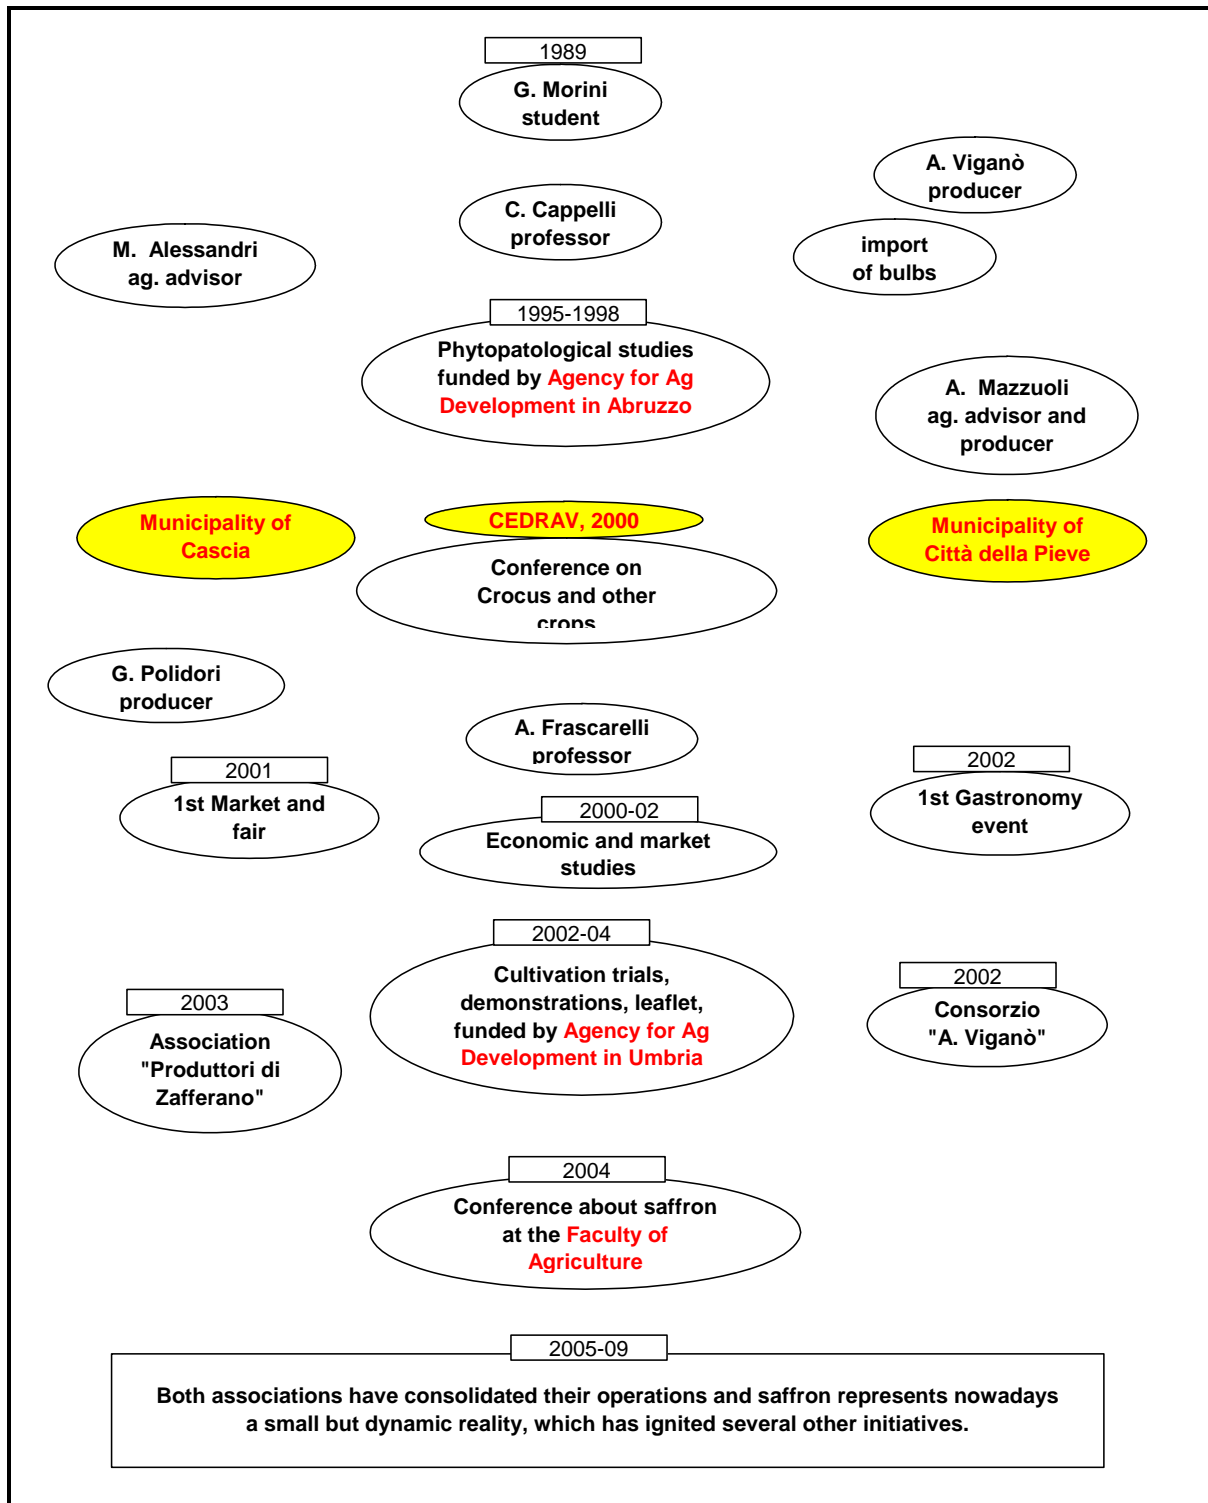 1989
G. Morini
student
A. Viganò
producer
C. Cappelli
professor
M.  Alessandri
ag. advisor
import
of bulbs
1995-1998
Phytopatological studies
funded by Agency for Ag
Development in Abruzzo
A.  Mazzuoli
ag. advisor and
producer
Municipality of
Cascia
CEDRAV, 2000
Municipality of
Città della Pieve
Conference on
Crocus and other
crops
G. Polidori
producer
A. Frascarelli
professor
2001
1st Market and
fair
2002
1st Gastronomy
event
2000-02
Economic and market
studies
2002-04
Cultivation trials,
demonstrations, leaflet,
funded by Agency for Ag
Development in Umbria
2003
Association
"Produttori di
Zafferano"
2002
Consorzio
"A. Viganò"
2004
Conference about saffron
at the Faculty of
Agriculture
2005-09
Both associations have consolidated their operations and saffron represents nowadays
a small but dynamic reality, which has ignited several other initiatives.